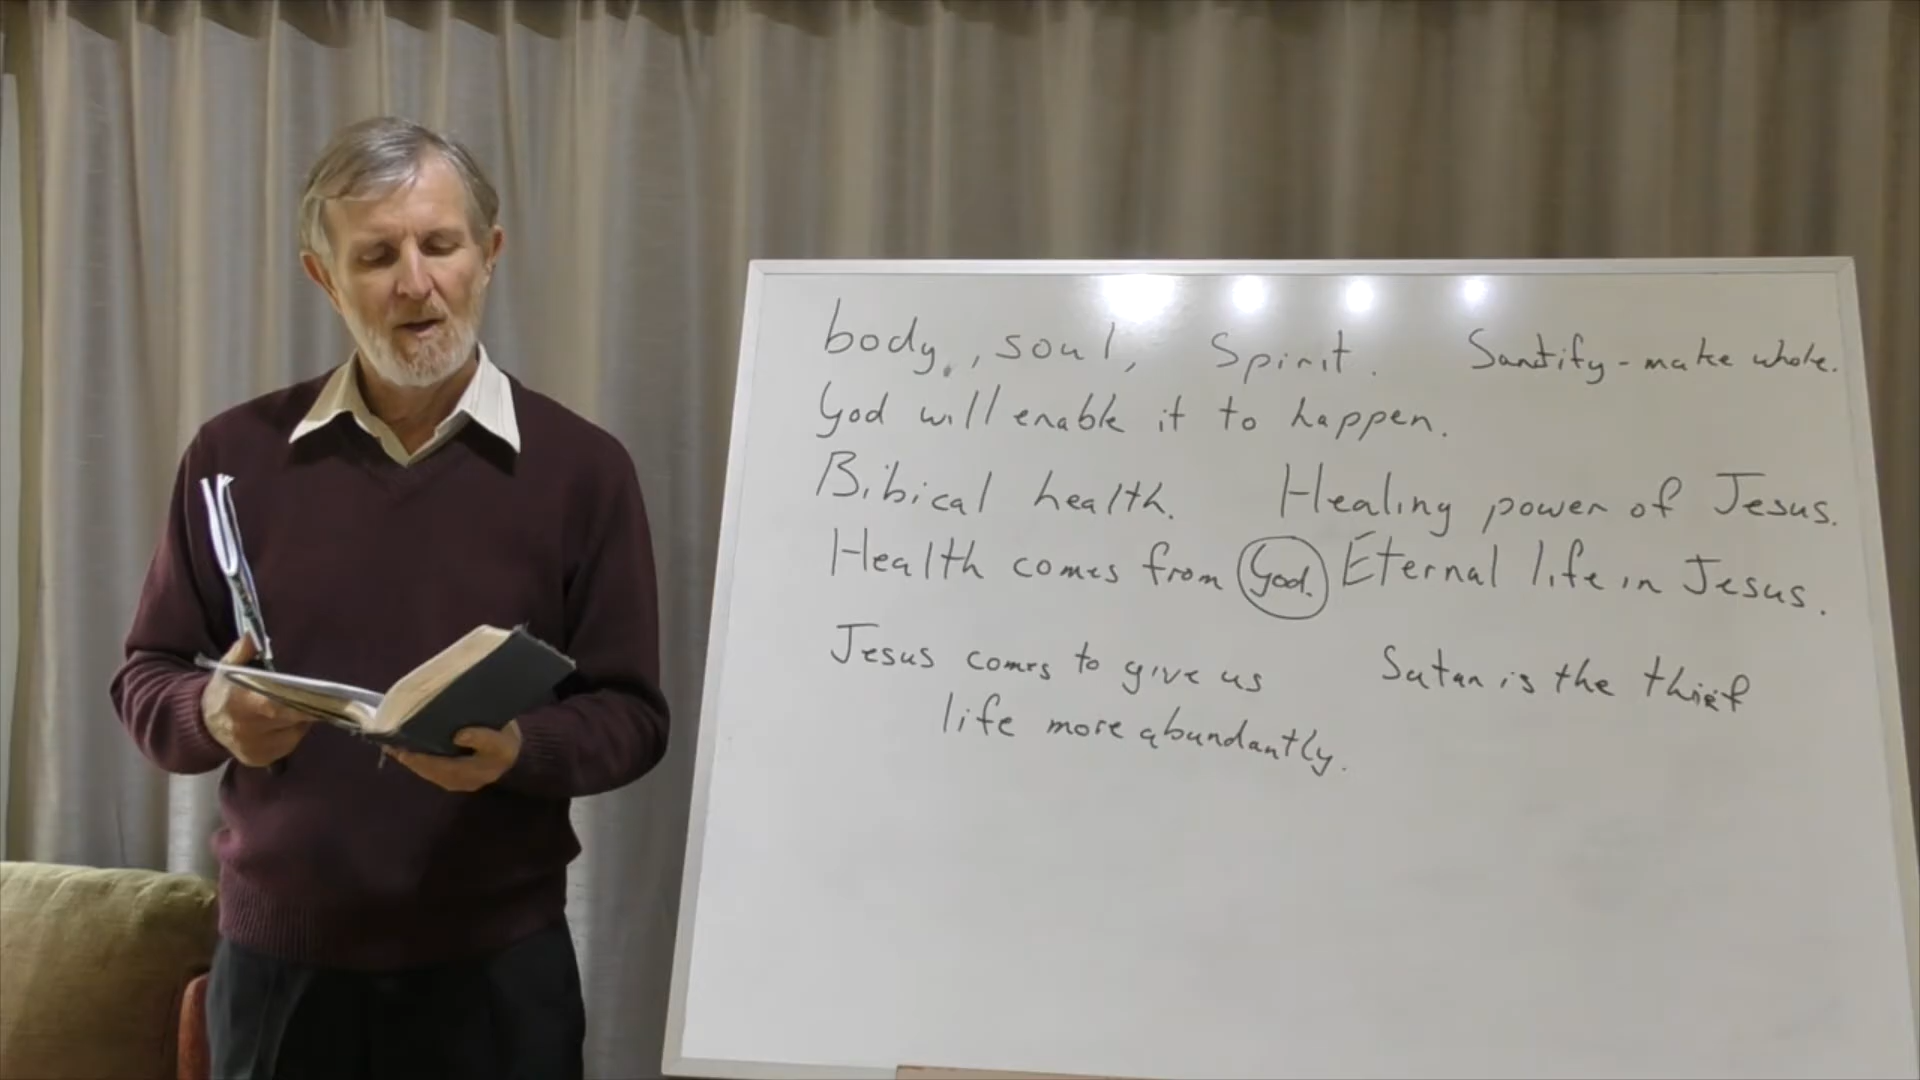 body, soul, Spirit. Santify - make whole.
God will enable it to happen.
Bibical health. Healing power of Jesus.
Health comes from God. Eternal life in Jesus.
Jesus comes to give us Satan is the thief
life more abundantly.